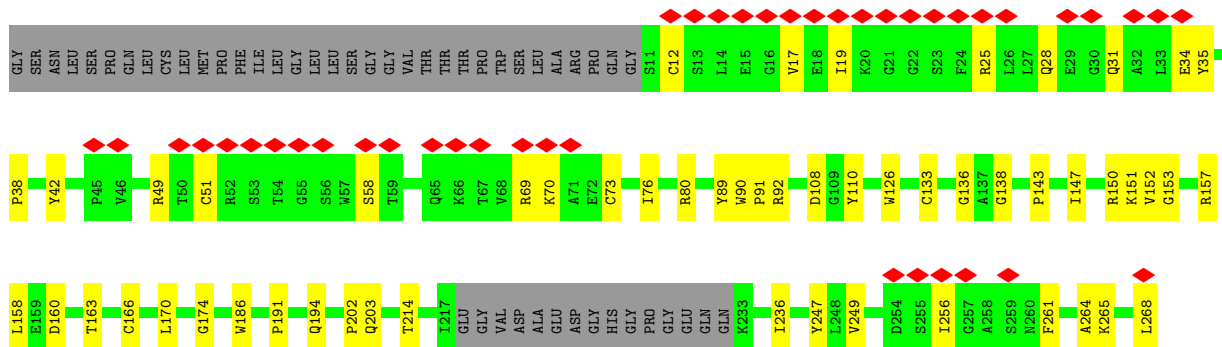 GLY SER ASN LEU SER PRO GLN LEU CYS LEU MET PRO PHE ILE LEU GLY LEU LEU SER GLY GLY VAL THR THR THR PRO TRP SER LEU ALA ARG PRO GLN GLY S11 C12 S13 L14 E15 G16 V17 E18 I19 K20 G21 G22 S23 F24 R25 L26 L27 Q28 E29 G30 Q31 A32 L33 E34 Y35
P38 Y42 P45 V46 R49 T50 C51 R52 S53 T54 G55 S56 W57 S58 T59 Q65 K66 T67 V68 R69 K70 A71 E72 C73 I76 R80 Y89 W90 P91 R92 D108 G109 Y110 W126 C133 G136 A137 G138 P143 I147 R150 K151 V152 G153 R157
L158 E159 D160 T163 C166 L170 G174 W186 P191 Q194 P202 Q203 T214 I217 GLU GLY VAL ASP ALA GLU ASP GLY HIS GLY PRO GLY GLU GLN GLN K233 I236 Y247 L248 V249 D254 S255 I256 G257 A258 S259 N260 F261 A264 K265 L268